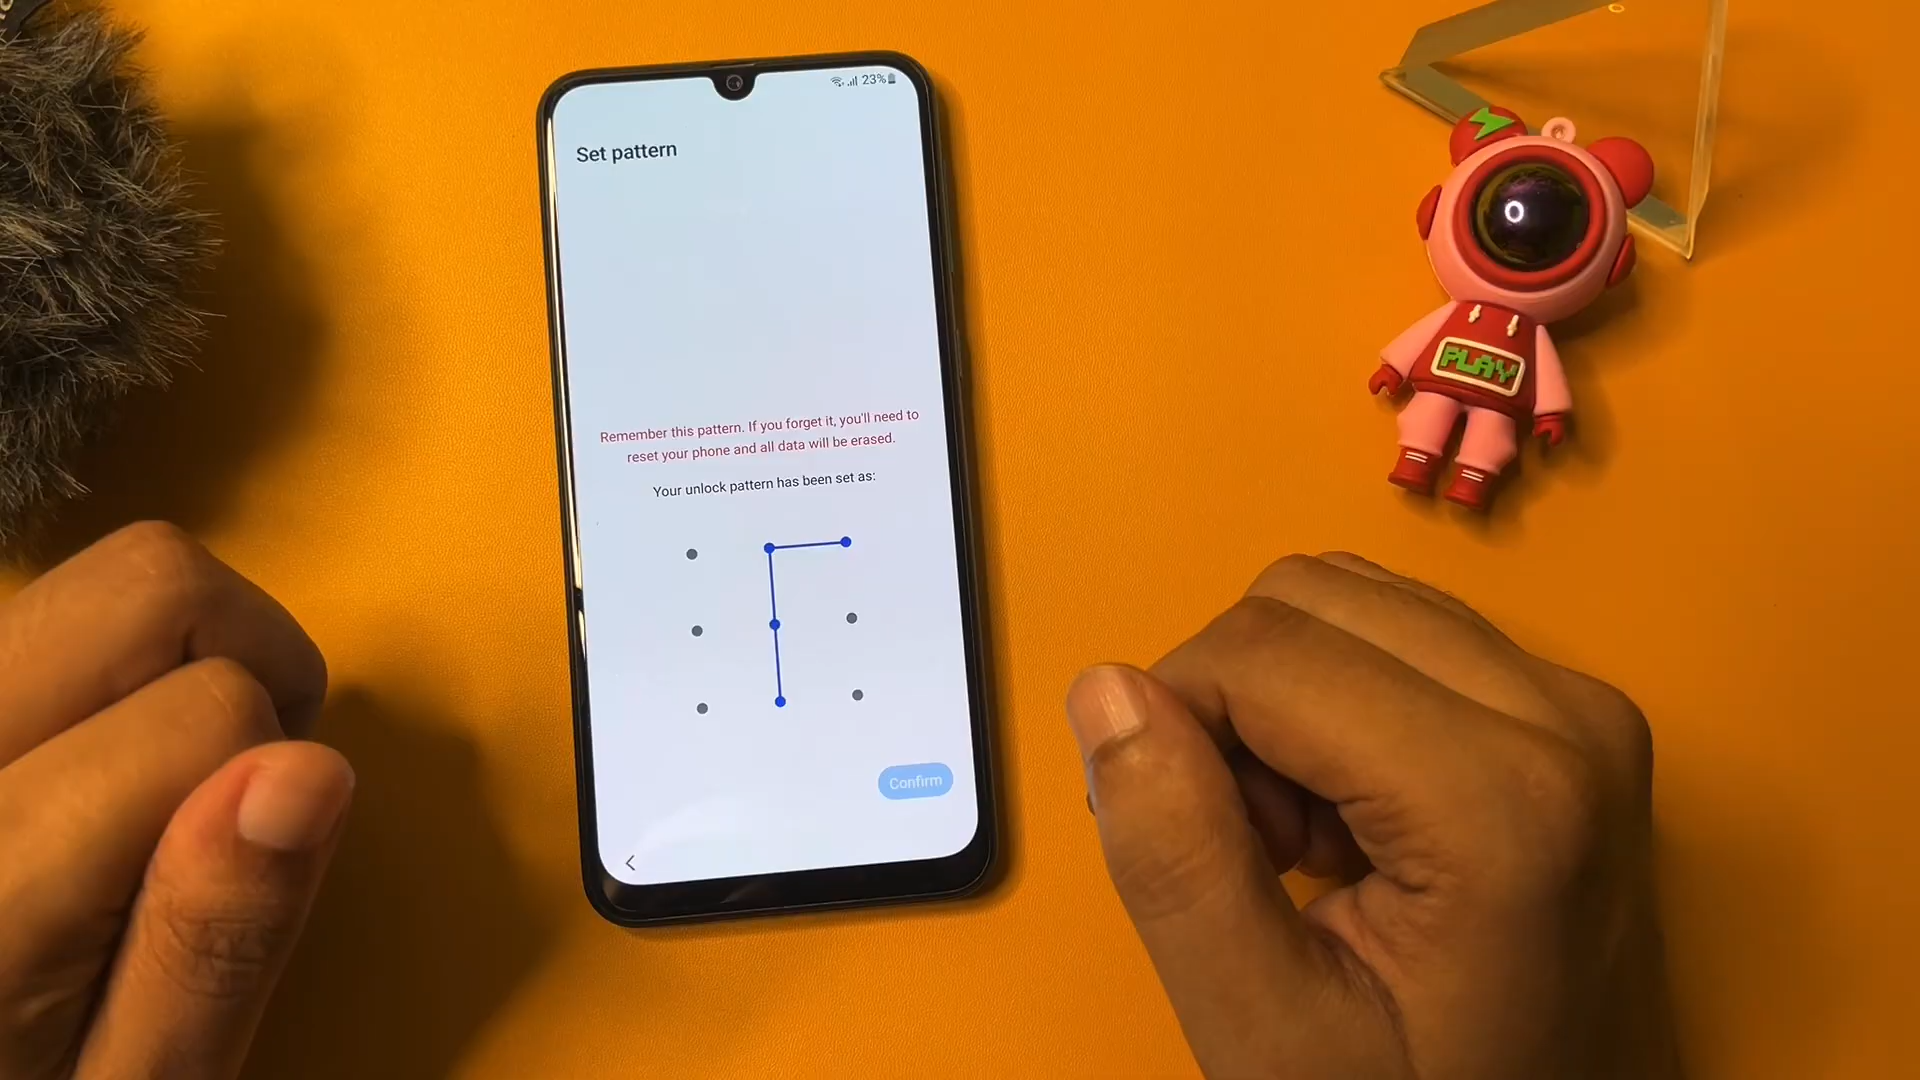 23%
Set pattern
Remember this pattern. If you forget it, you'll need to
reset your phone and all data will be erased.
Your unlock pattern has been set as:
Confirm
PLAY